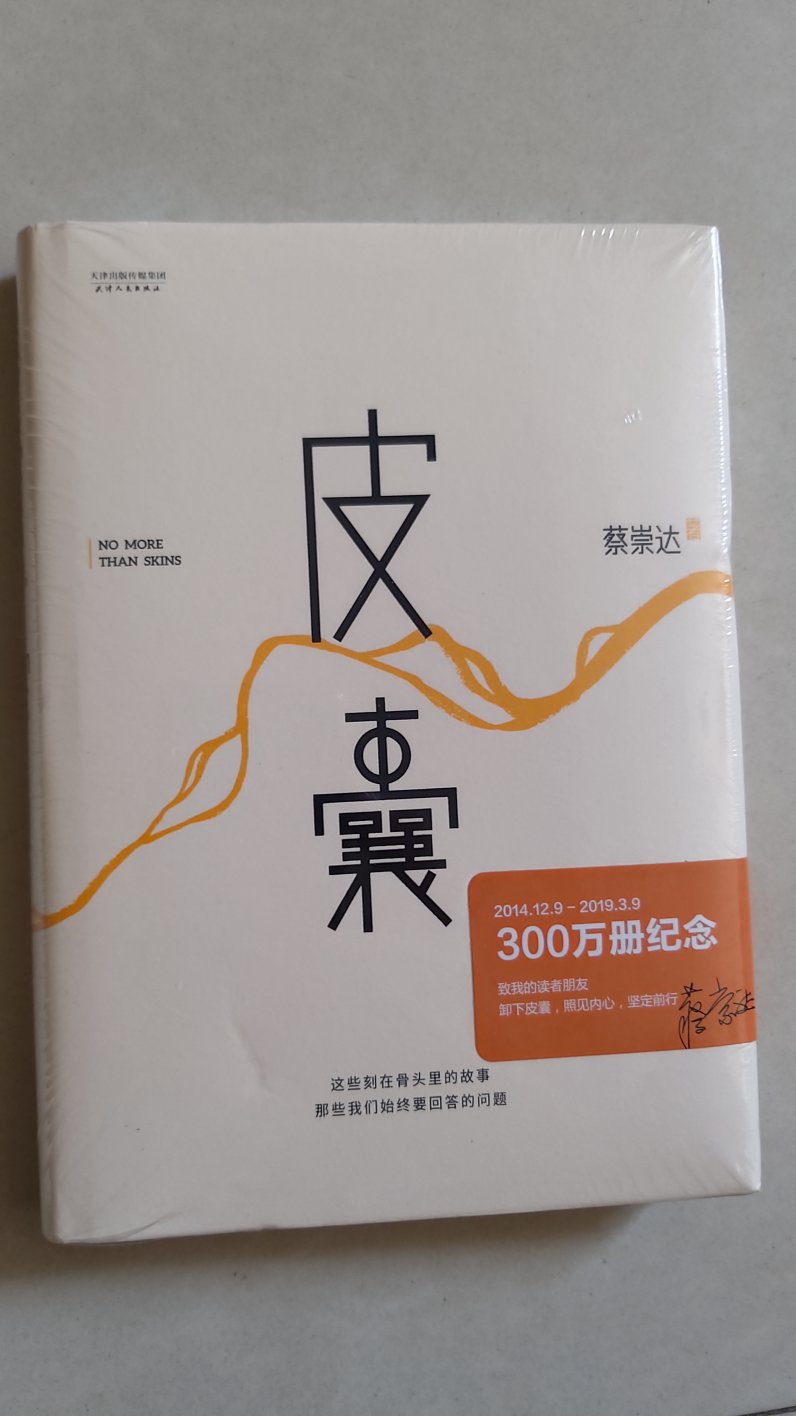 天津出版传媒集团
天津人民出版社
皮囊
NO MORE
THAN SKINS
蔡崇达
2014.12.9 – 2019.3.9
300万册纪念
致我的读者朋友
卸下皮囊，照见内心，坚定前行
蔡崇达
这些刻在骨头里的故事
那些我们始终要回答的问题